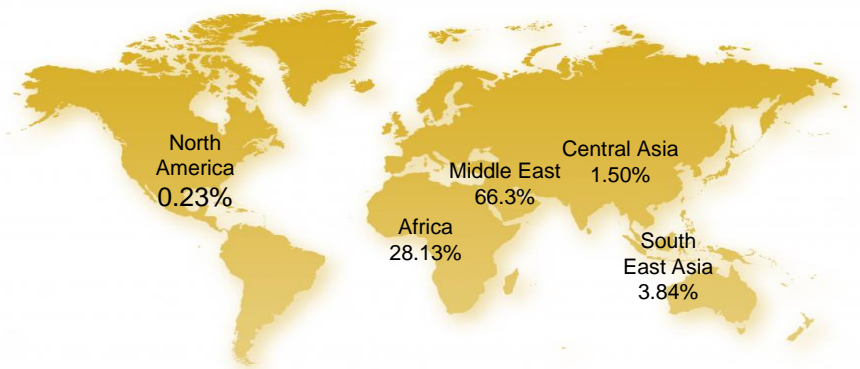 North
America
0.23%
Middle East
66.3%
Central Asia
1.50%
Africa
28.13%
South
East Asia
3.84%